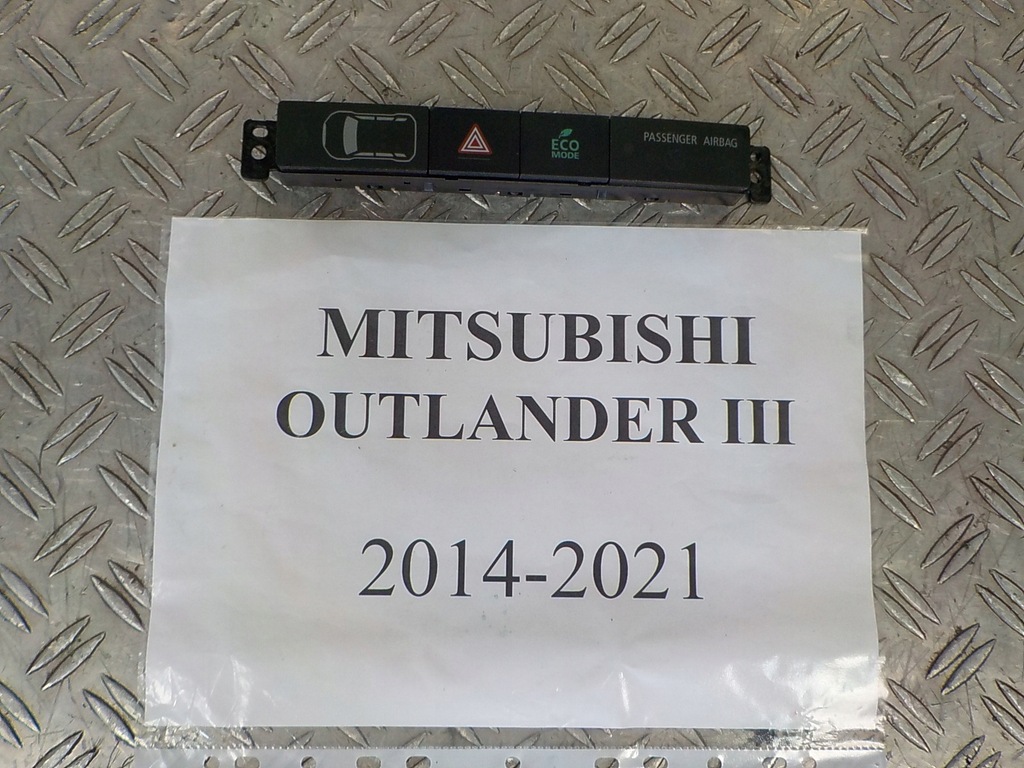 ECO
MODE
PASSENGER AIRBAG
MITSUBISHI
OUTLANDER III
2014-2021